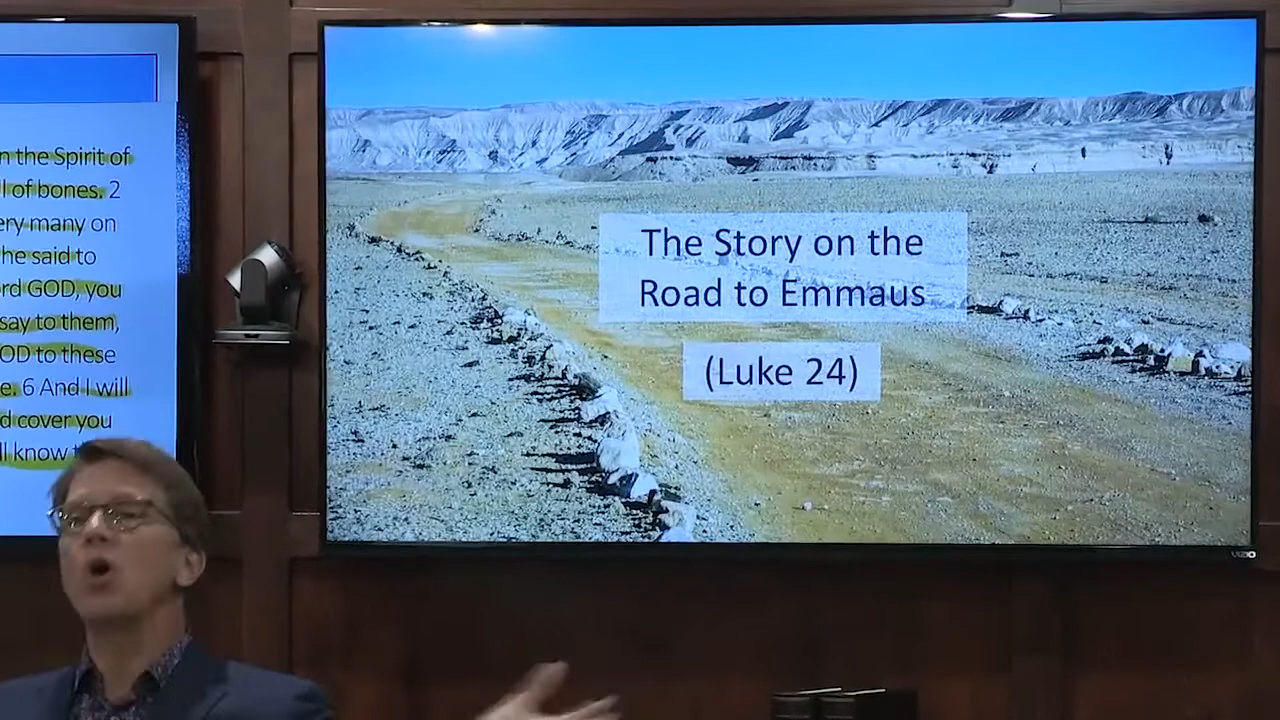 n the Spirit of
l of bones. 2
ery many on
he said to
rd GOD, you
say to them,
OD to these
e. 6 And I will
d cover you
ll know
The Story on the
Road to Emmaus
(Luke 24)
VIZIO